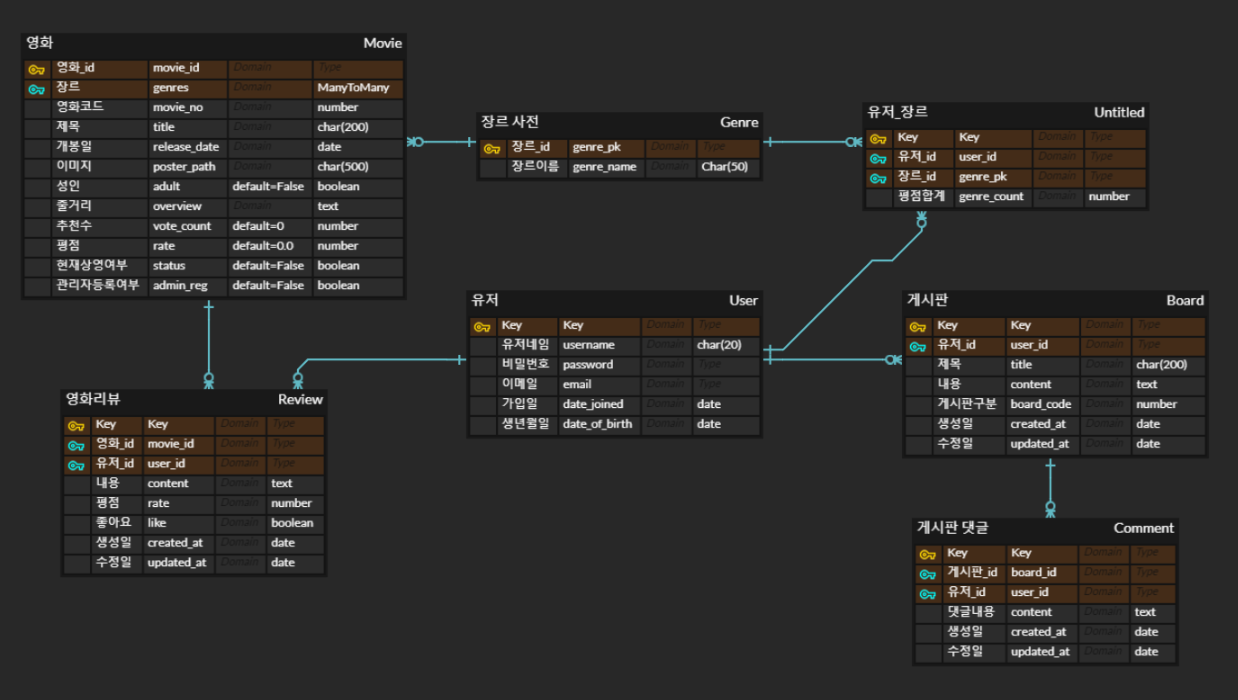 영화 Movie
영화_id movie_id Domain Type
장르 genres Domain ManyToMany
영화코드 movie_no Domain number
제목 title Domain char(200)
개봉일 release_date Domain date
이미지 poster_path Domain char(500)
성인 adult default=False boolean
줄거리 overview Domain text
추천수 vote_count default=0 number
평점 rate default=0.0 number
현재상영여부 status default=False boolean
관리자등록여부 admin_reg default=False boolean
장르 사전 Genre
장르_id genre_pk Domain Type
장르이름 genre_name Domain Char(50)
유저_장르 Untitled
Key Key Domain Type
유저_id user_id Domain Type
장르_id genre_pk Domain Type
평점합계 genre_count Domain number
유저 User
Key Key Domain Type
유저네임 username Domain char(20)
비밀번호 password Domain Type
이메일 email Domain Type
가입일 date_joined Domain date
생년월일 date_of_birth Domain date
게시판 Board
Key Key Domain Type
유저_id user_id Domain Type
제목 title Domain char(200)
내용 content Domain text
게시판구분 board_code Domain number
생성일 created_at Domain date
수정일 updated_at Domain date
영화리뷰 Review
Key Key Domain Type
영화_id movie_id Domain Type
유저_id user_id Domain Type
내용 content Domain text
평점 rate Domain number
좋아요 like Domain boolean
생성일 created_at Domain date
수정일 updated_at Domain date
게시판 댓글 Comment
Key Key Domain Type
게시판_id board_id Domain Type
유저_id user_id Domain Type
댓글내용 content Domain text
생성일 created_at Domain date
수정일 updated_at Domain date